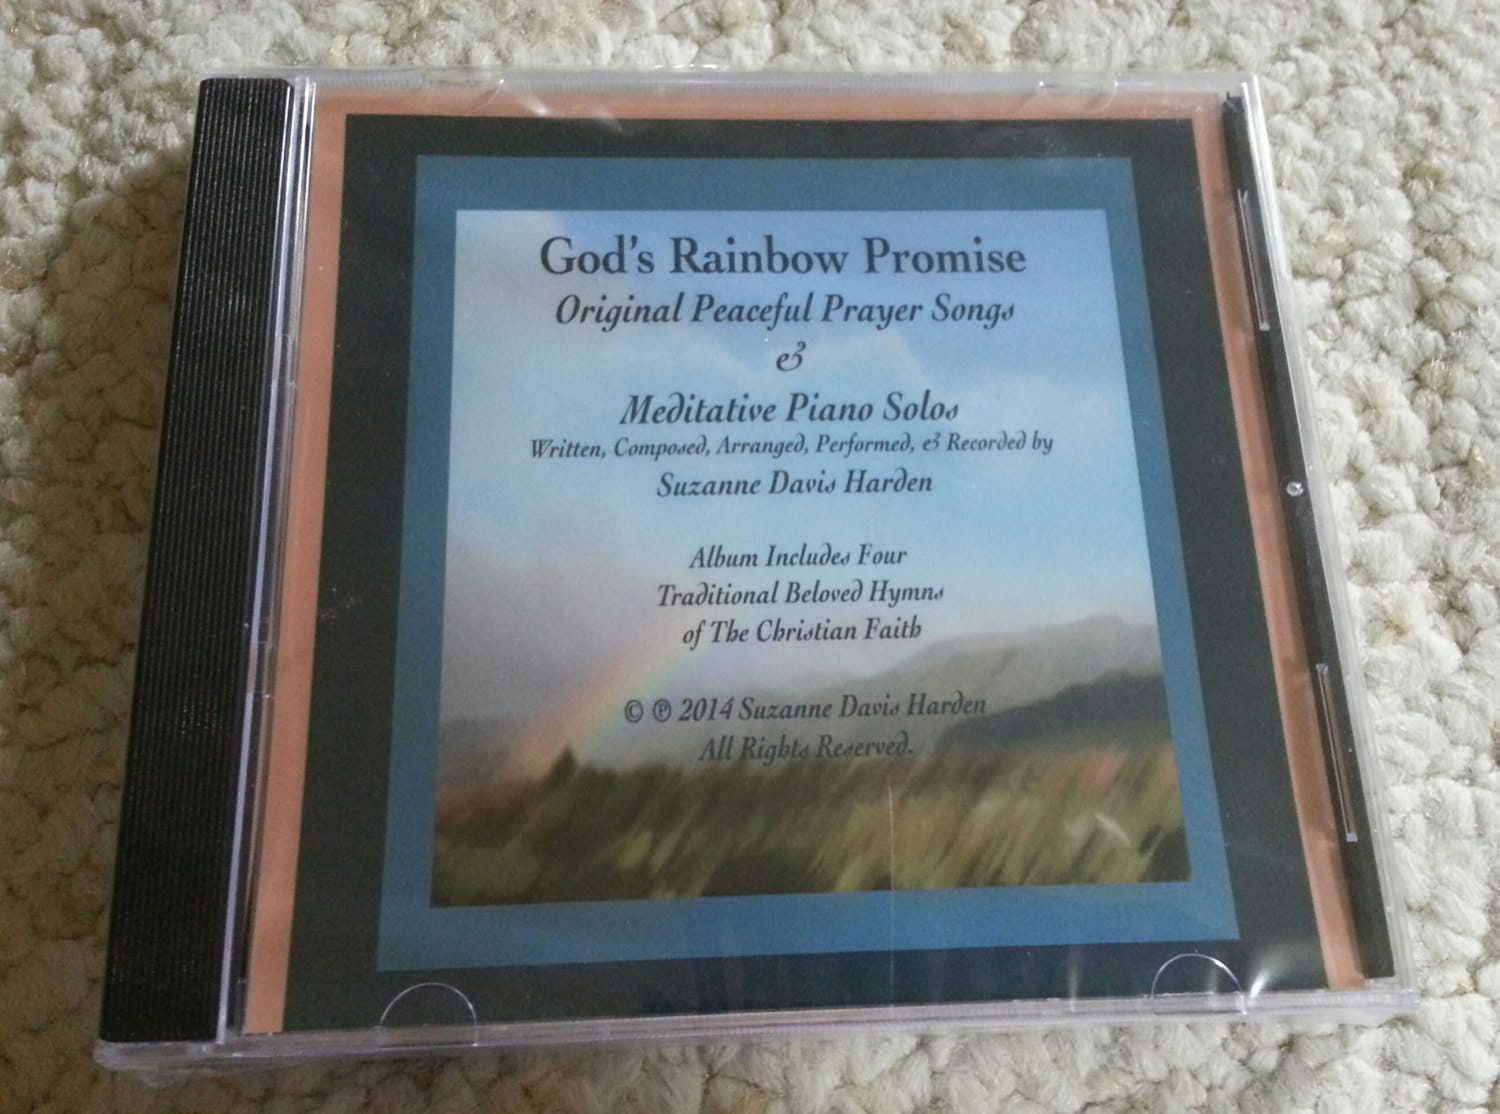 God's Rainbow Promise
Original Peaceful Prayer Songs
&
Meditative Piano Solos
Written, Composed, Arranged, Performed, & Recorded by
Suzanne Davis Harden
Album Includes Four
Traditional Beloved Hymns
of The Christian Faith
© ℗ 2014 Suzanne Davis Harden
All Rights Reserved.